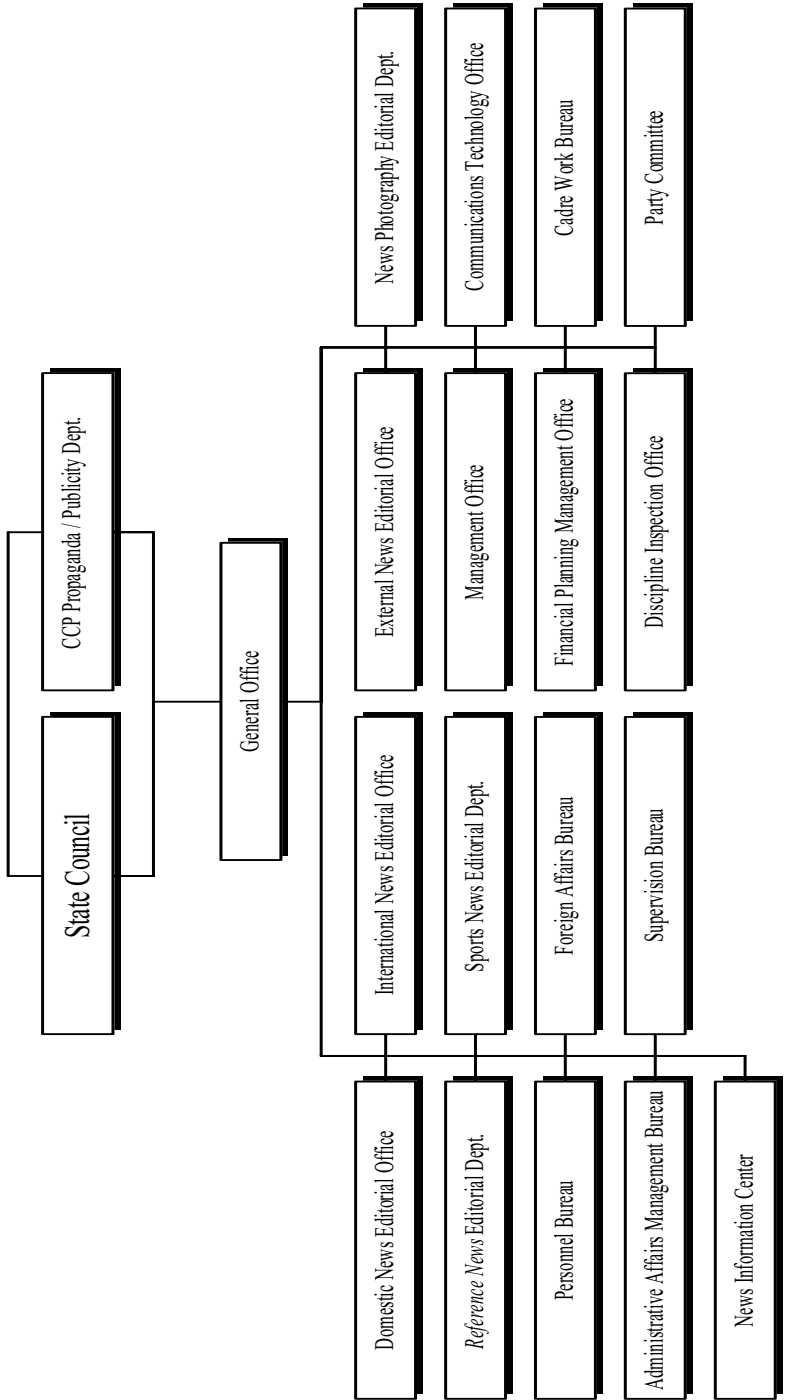 State Council
CCP Propaganda / Publicity Dept.
General Office
Domestic News Editorial Office
International News Editorial Office
External News Editorial Office
News Photography Editorial Dept.
Reference News Editorial Dept.
Sports News Editorial Dept.
Management Office
Communications Technology Office
Personnel Bureau
Foreign Affairs Bureau
Financial Planning Management Office
Cadre Work Bureau
Administrative Affairs Management Bureau
Supervision Bureau
Discipline Inspection Office
Party Committee
News Information Center